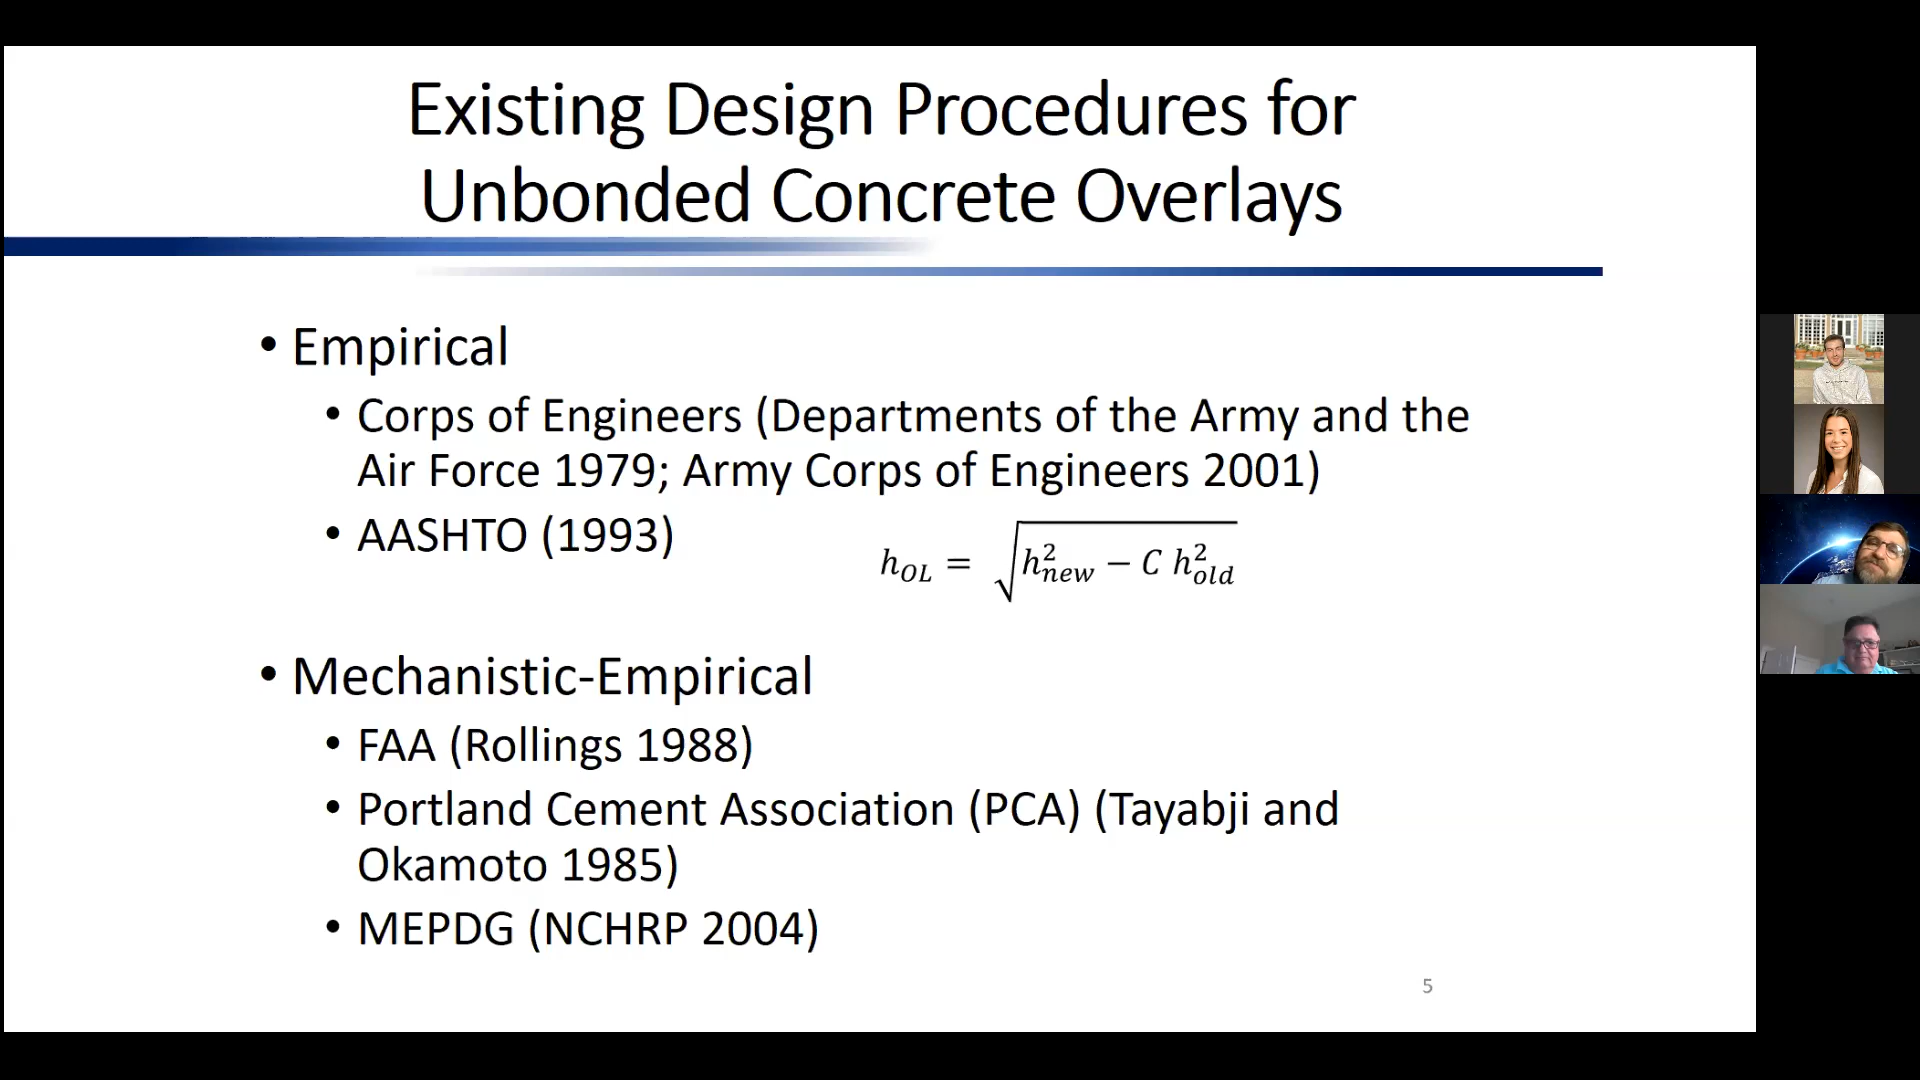 Existing Design Procedures for
Unbonded Concrete Overlays
• Empirical
• Corps of Engineers (Departments of the Army and the
Air Force 1979; Army Corps of Engineers 2001)
• AASHTO (1993)
h_OL = √(h²_new − C h²_old)
• Mechanistic-Empirical
• FAA (Rollings 1988)
• Portland Cement Association (PCA) (Tayabji and
Okamoto 1985)
• MEPDG (NCHRP 2004)
5